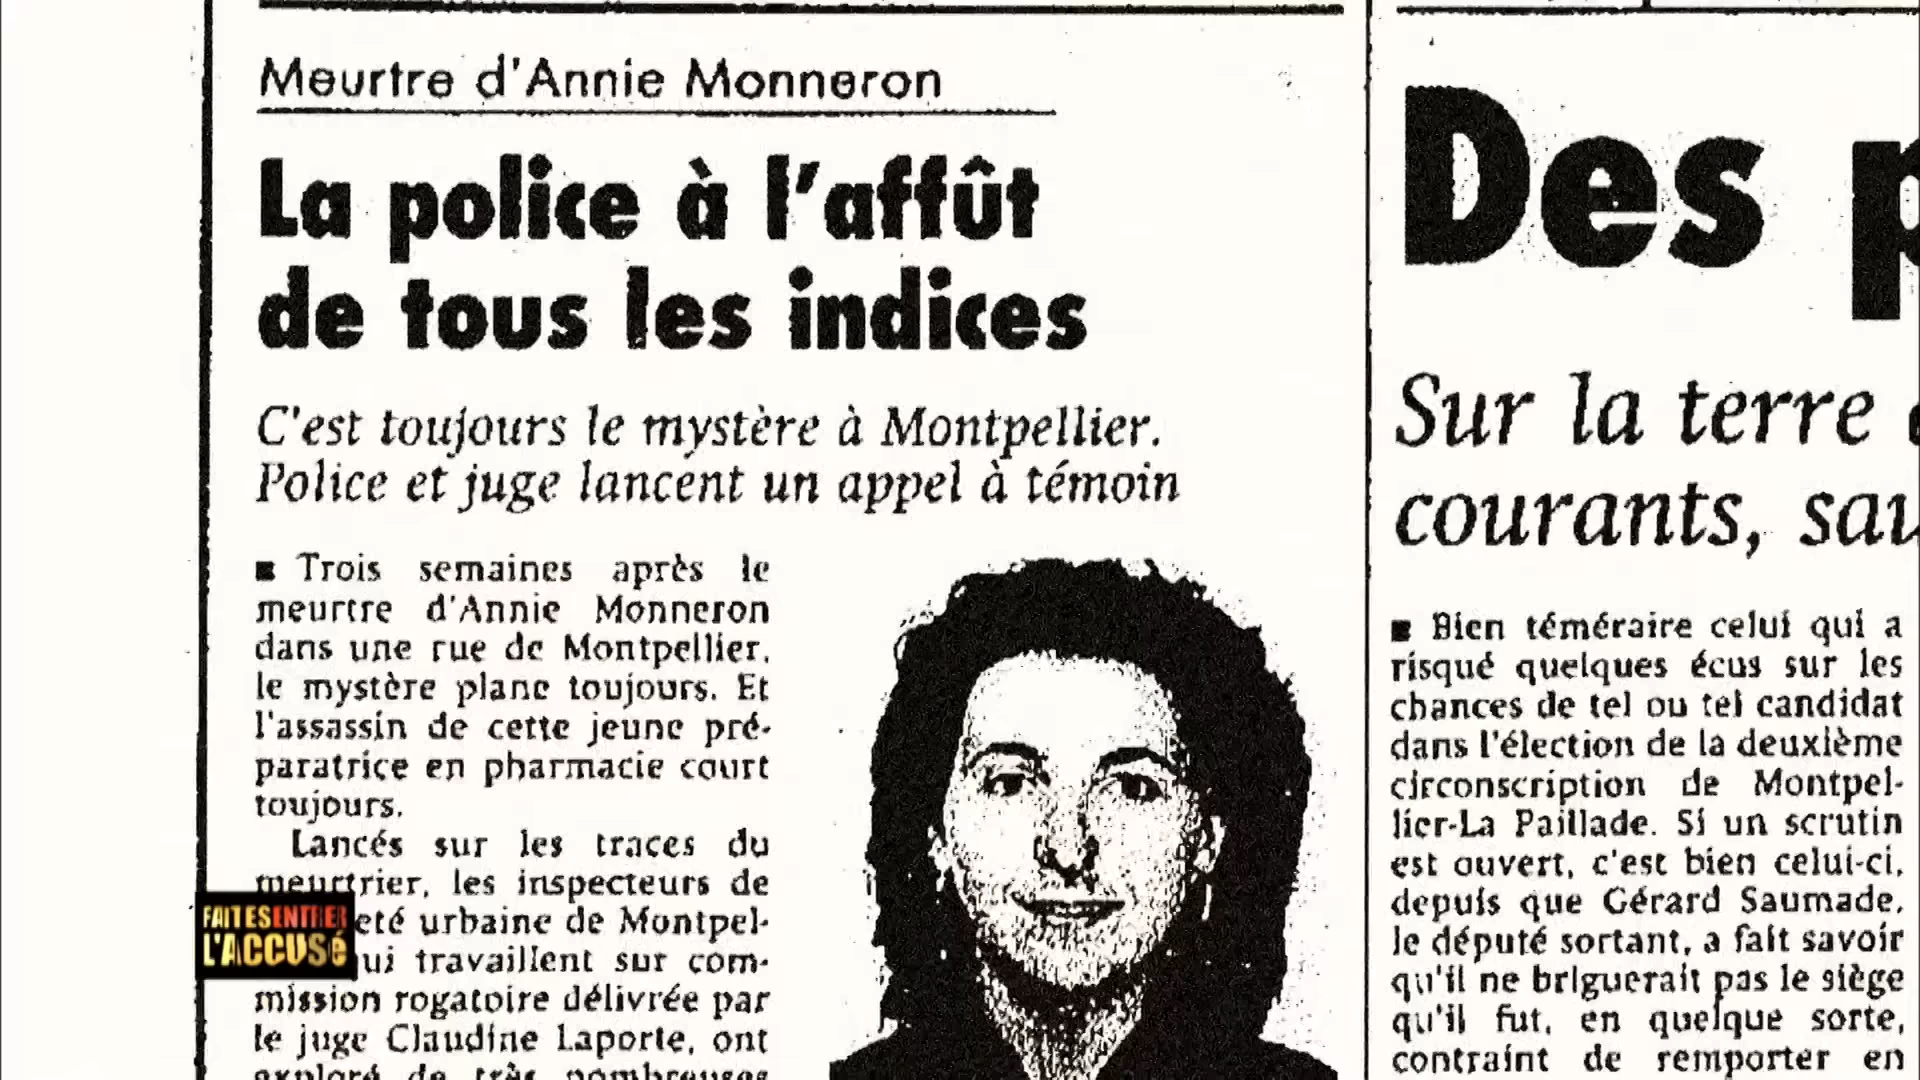 Meurtre d'Annie Monneron
La police à l'affût
de tous les indices
C'est toujours le mystère à Montpellier.
Police et juge lancent un appel à témoin
■ Trois semaines après le
meurtre d'Annie Monneron
dans une rue de Montpellier,
le mystère plane toujours. Et
l'assassin de cette jeune pré-
paratrice en pharmacie court
toujours.
Lancés sur les traces du
meurtrier, les inspecteurs de
eté urbaine de Montpel-
ui travaillent sur com-
mission rogatoire délivrée par
le juge Claudine Laporte, ont
exploré de très nombreuses
FAITES ENTRER
L'ACCUSÉ
Des p
Sur la terre
courants, sau
■ Bien téméraire celui qui a
risqué quelques écus sur les
chances de tel ou tel candidat
dans l'élection de la deuxième
circonscription de Montpel-
lier-La Paillade. Si un scrutin
est ouvert, c'est bien celui-ci,
depuis que Gérard Saumade,
le député sortant, a fait savoir
qu'il ne briguerait pas le siège
qu'il fut, en quelque sorte,
contraint de remporter en